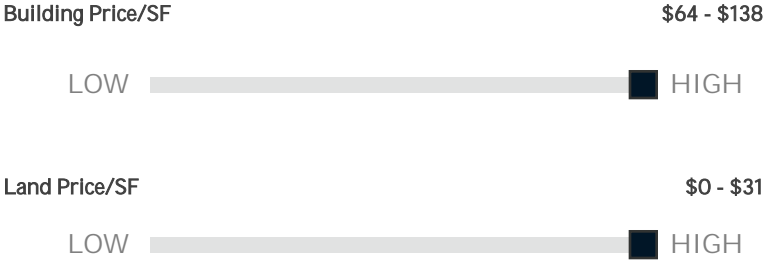 Building Price/SF $64 - $138
LOW HIGH
Land Price/SF $0 - $31
LOW HIGH